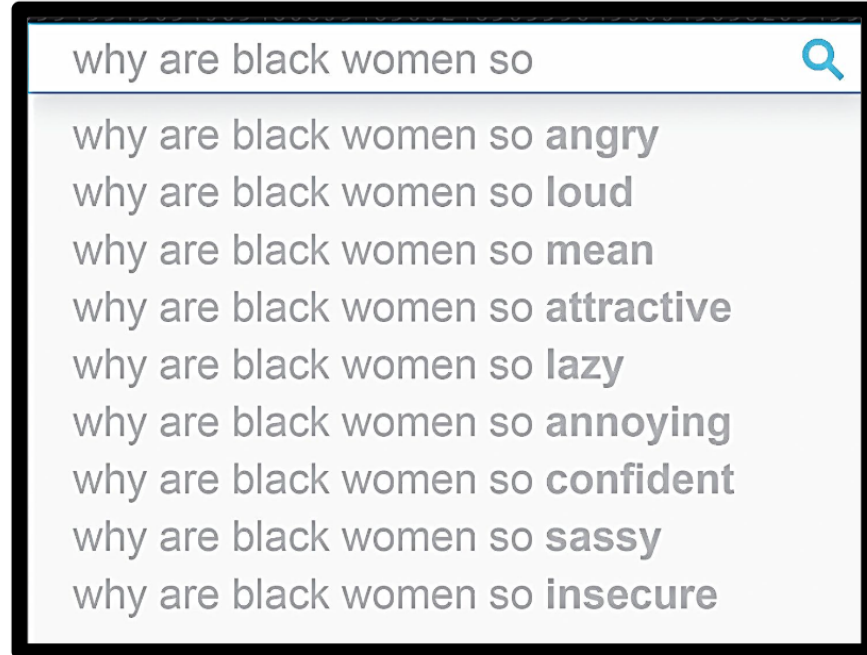 why are black women so
why are black women so angry
why are black women so loud
why are black women so mean
why are black women so attractive
why are black women so lazy
why are black women so annoying
why are black women so confident
why are black women so sassy
why are black women so insecure